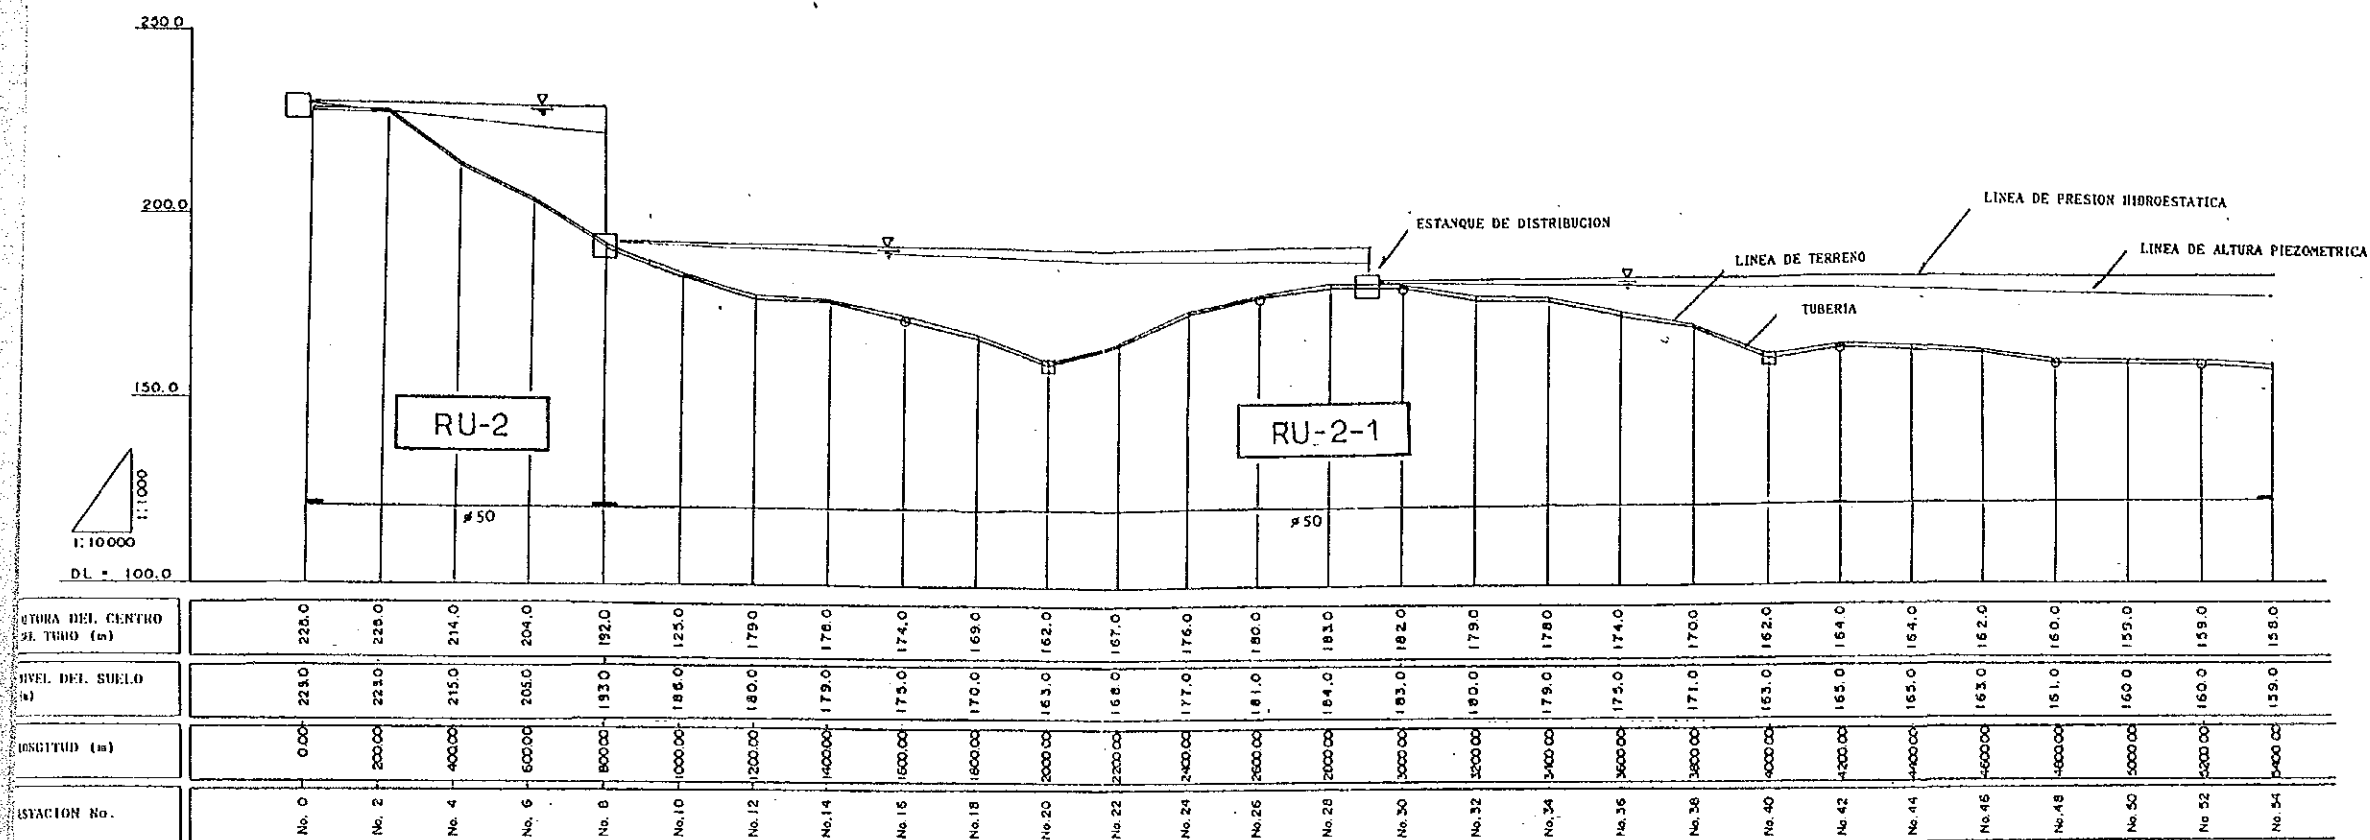 250.0
200.0
LINEA DE PRESION HIDROESTATICA
ESTANQUE DE DISTRIBUCION
LINEA DE ALTURA PIEZOMETRICA
LINEA DE TERRENO
TUBERIA
150.0
RU-2
RU-2-1
1:1000
ø50
ø50
1:10000
DL = 100.0
TURA DEL CENTRO
TUBO (m)
228.0 228.0 214.0 204.0 192.0 125.0 179.0 178.0 174.0 169.0 162.0 167.0 176.0 180.0 183.0 182.0 179.0 178.0 174.0 170.0 162.0 164.0 164.0 162.0 160.0 159.0 159.0 158.0
IVEL DEL SUELO
229.0 229.0 215.0 205.0 193.0 186.0 180.0 179.0 175.0 170.0 163.0 168.0 177.0 181.0 184.0 183.0 180.0 179.0 175.0 171.0 163.0 165.0 165.0 163.0 161.0 160.0 160.0 159.0
ONGITUD (m)
0.00 200.00 400.00 600.00 800.00 1000.00 1200.00 1400.00 1600.00 1800.00 2000.00 2200.00 2400.00 2600.00 2800.00 3000.00 3200.00 3400.00 3600.00 3800.00 4000.00 4200.00 4400.00 4600.00 4800.00 5000.00 5200.00 5400.00
STACION No.
No. 0 No. 2 No. 4 No. 6 No. 8 No.10 No.12 No.14 No.16 No.18 No.20 No.22 No.24 No.26 No.28 No.30 No.32 No.34 No.36 No.38 No.40 No.42 No.44 No.46 No.48 No.50 No 52 No.54